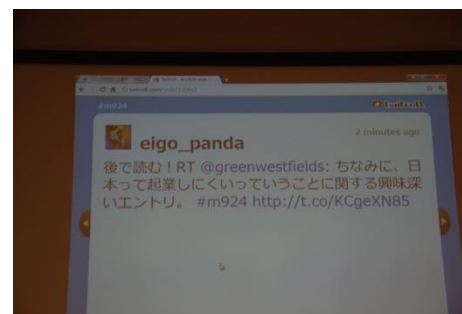 #m924
twitroll
eigo_panda
2 minutes ago
後で読む！RT @greenwestfields: ちなみに、日
本って起業しにくいっていうことに関する興味深
いエントリ。 #m924 http://t.co/KCgeXN85